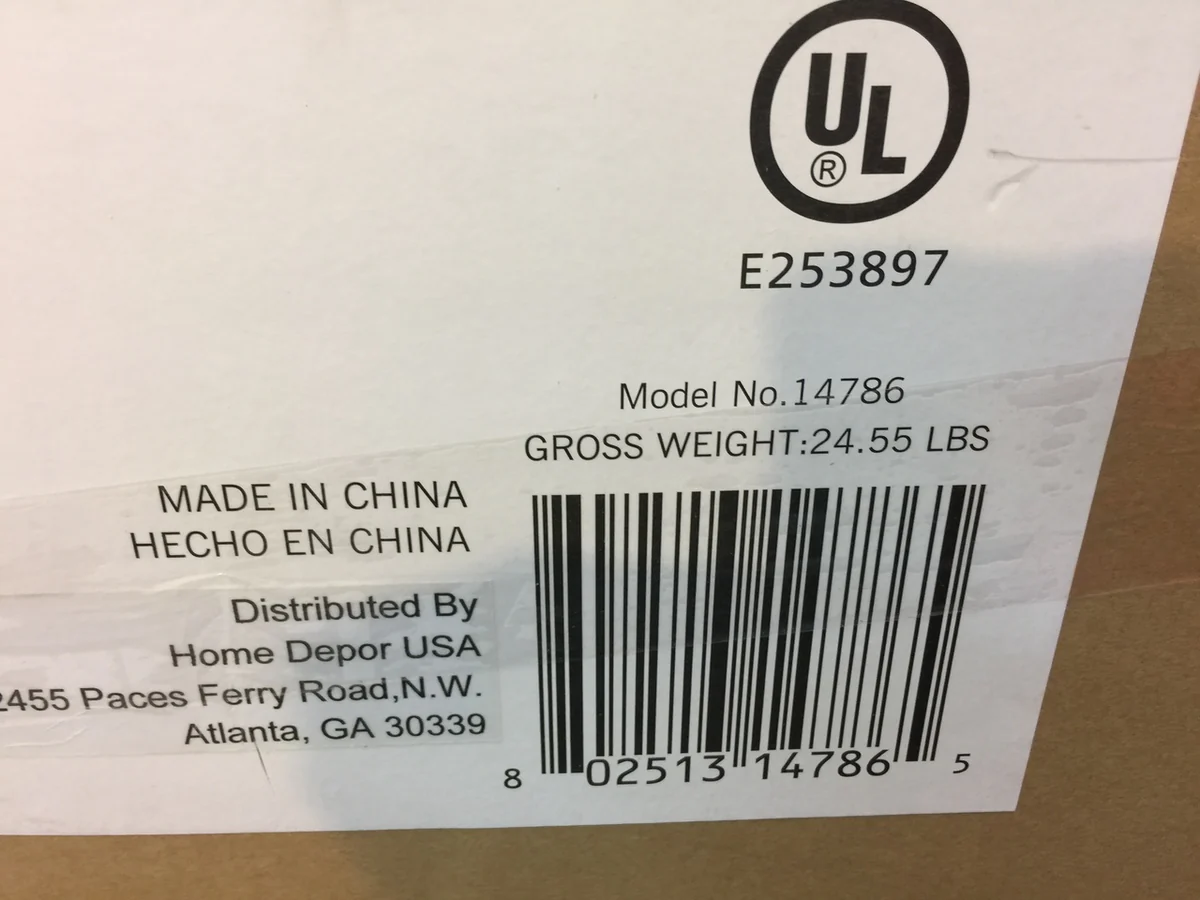 UL
®
E253897
Model No.14786
GROSS WEIGHT:24.55 LBS
MADE IN CHINA
HECHO EN CHINA
Distributed By
Home Depor USA
2455 Paces Ferry Road,N.W.
Atlanta, GA 30339
8 02513 14786 5